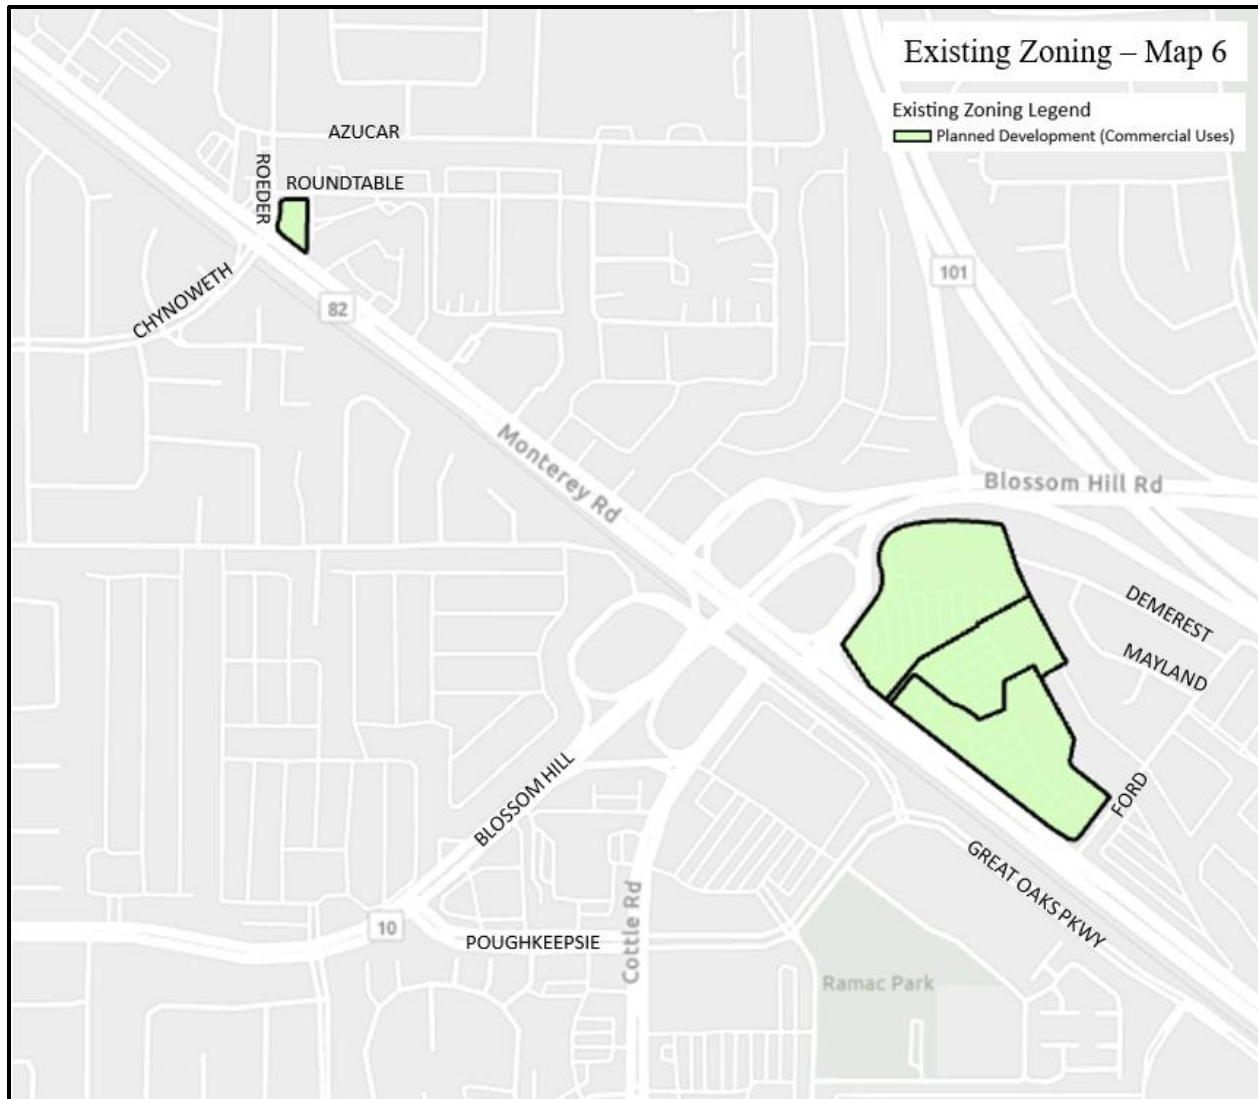 Existing Zoning – Map 6
Existing Zoning Legend
Planned Development (Commercial Uses)
AZUCAR
ROEDER
ROUNDTABLE
CHYNOWETH
82
101
Monterey Rd
Blossom Hill Rd
DEMEREST
MAYLAND
FORD
BLOSSOM HILL
GREAT OAKS PKWY
10
POUGHKEEPSIE
Cottle Rd
Ramac Park